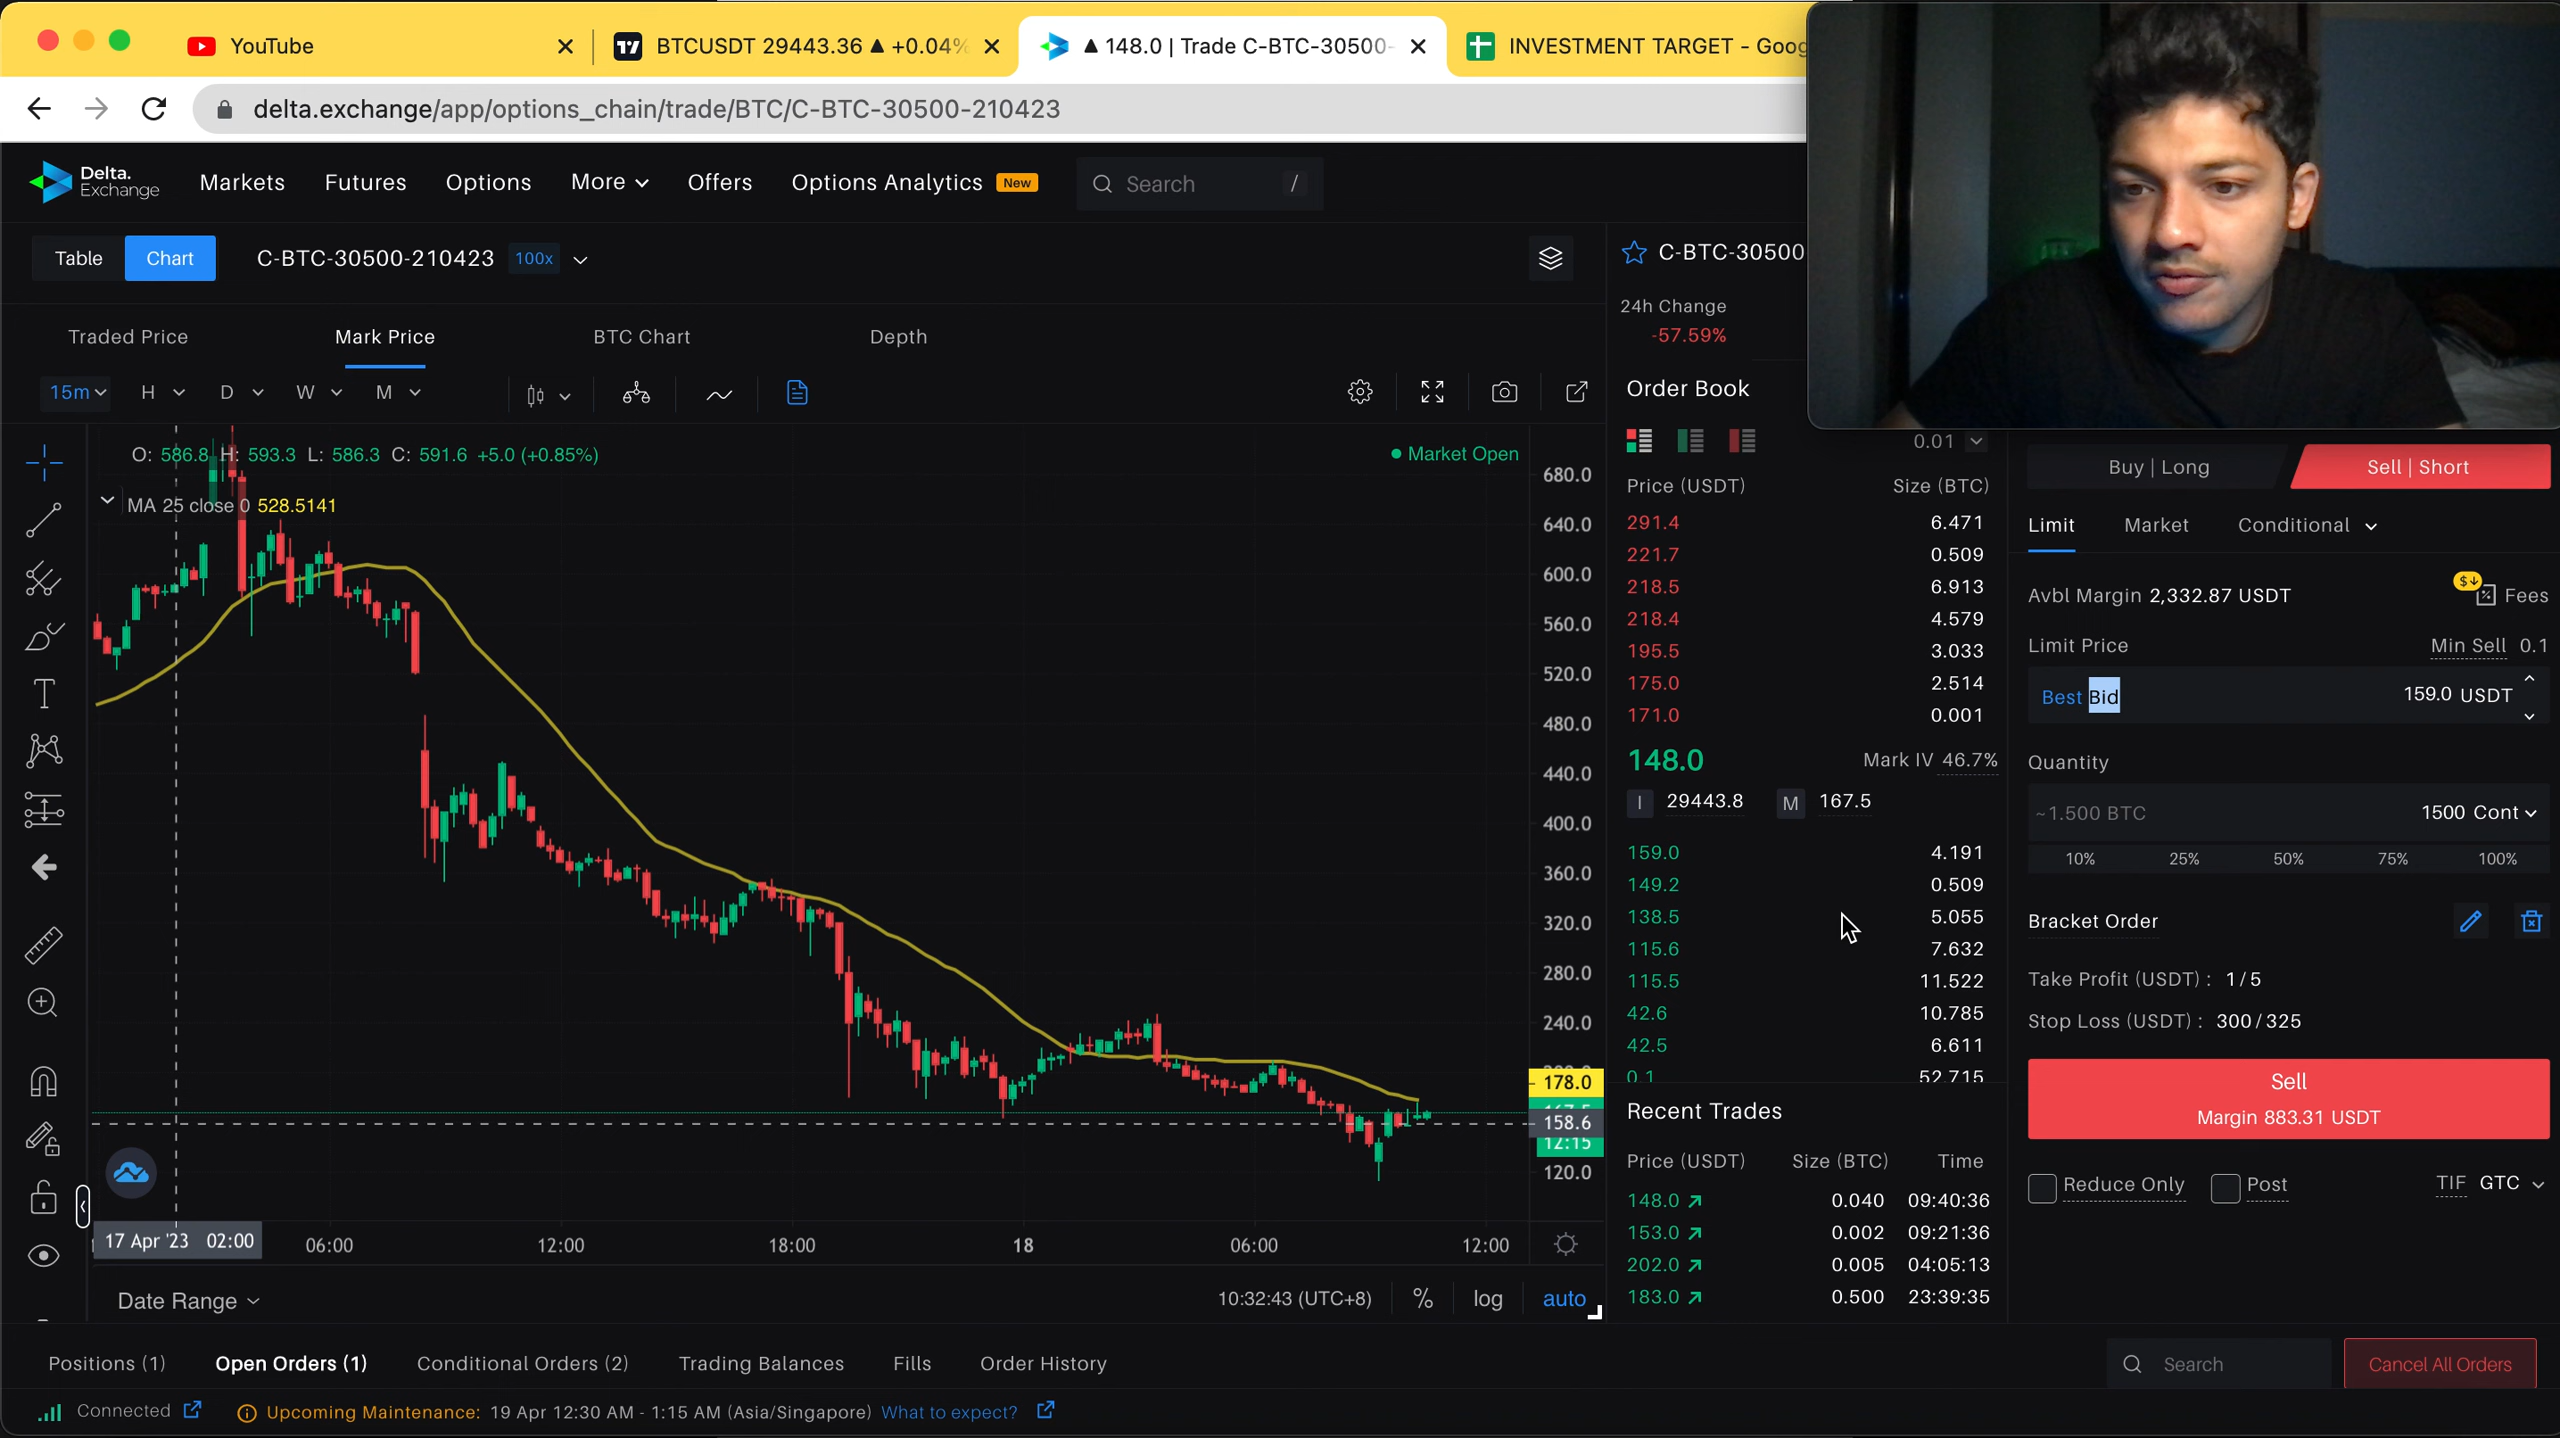 YouTube
BTCUSDT 29443.36 ▲ +0.04%
▲ 148.0 | Trade C-BTC-30500-
INVESTMENT TARGET - Goog
delta.exchange/app/options_chain/trade/BTC/C-BTC-30500-210423
Delta.
Exchange
Markets
Futures
Options
More
Offers
Options Analytics
New
Search
/
Table
Chart
C-BTC-30500-210423
100x
Traded Price
Mark Price
BTC Chart
Depth
15m
H
D
W
M
O: 586.8 H: 593.3 L: 586.3 C: 591.6 +5.0 (+0.85%)
Market Open
MA 25 close 0 528.5141
680.0
640.0
600.0
560.0
520.0
480.0
440.0
400.0
360.0
320.0
280.0
240.0
178.0
158.6
12:15
120.0
17 Apr '23 02:00
06:00
12:00
18:00
18
06:00
12:00
Date Range
10:32:43 (UTC+8)
%
log
auto
C-BTC-30500
24h Change
-57.59%
Order Book
0.01
Price (USDT) Size (BTC)
291.4 6.471
221.7 0.509
218.5 6.913
218.4 4.579
195.5 3.033
175.0 2.514
171.0 0.001
148.0 Mark IV 46.7%
I 29443.8 M 167.5
159.0 4.191
149.2 0.509
138.5 5.055
115.6 7.632
115.5 11.522
42.6 10.785
42.5 6.611
0.1 52.715
Recent Trades
Price (USDT) Size (BTC) Time
148.0 0.040 09:40:36
153.0 0.002 09:21:36
202.0 0.005 04:05:13
183.0 0.500 23:39:35
Buy | Long
Sell | Short
Limit
Market
Conditional
Avbl Margin 2,332.87 USDT
Fees
Limit Price
Min Sell 0.1
Best Bid
159.0 USDT
Quantity
~1.500 BTC
1500 Cont
10% 25% 50% 75% 100%
Bracket Order
Take Profit (USDT) : 1/5
Stop Loss (USDT) : 300/325
Sell
Margin 883.31 USDT
Reduce Only
Post
TIF GTC
Positions (1)
Open Orders (1)
Conditional Orders (2)
Trading Balances
Fills
Order History
Search
Cancel All Orders
Connected
Upcoming Maintenance: 19 Apr 12:30 AM - 1:15 AM (Asia/Singapore) What to expect?